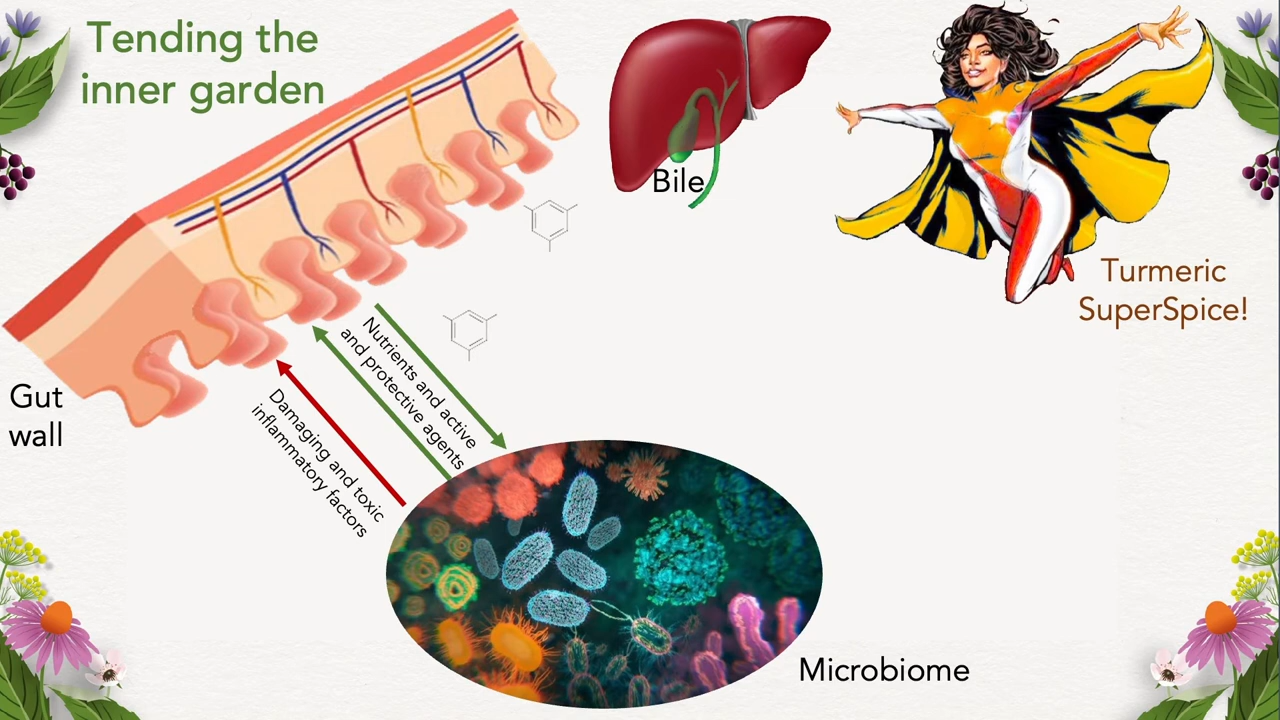 Tending the
inner garden
Bile
Turmeric
SuperSpice!
Nutrients and active
and protective agents
Damaging and toxic
inflammatory factors
Gut
wall
Microbiome